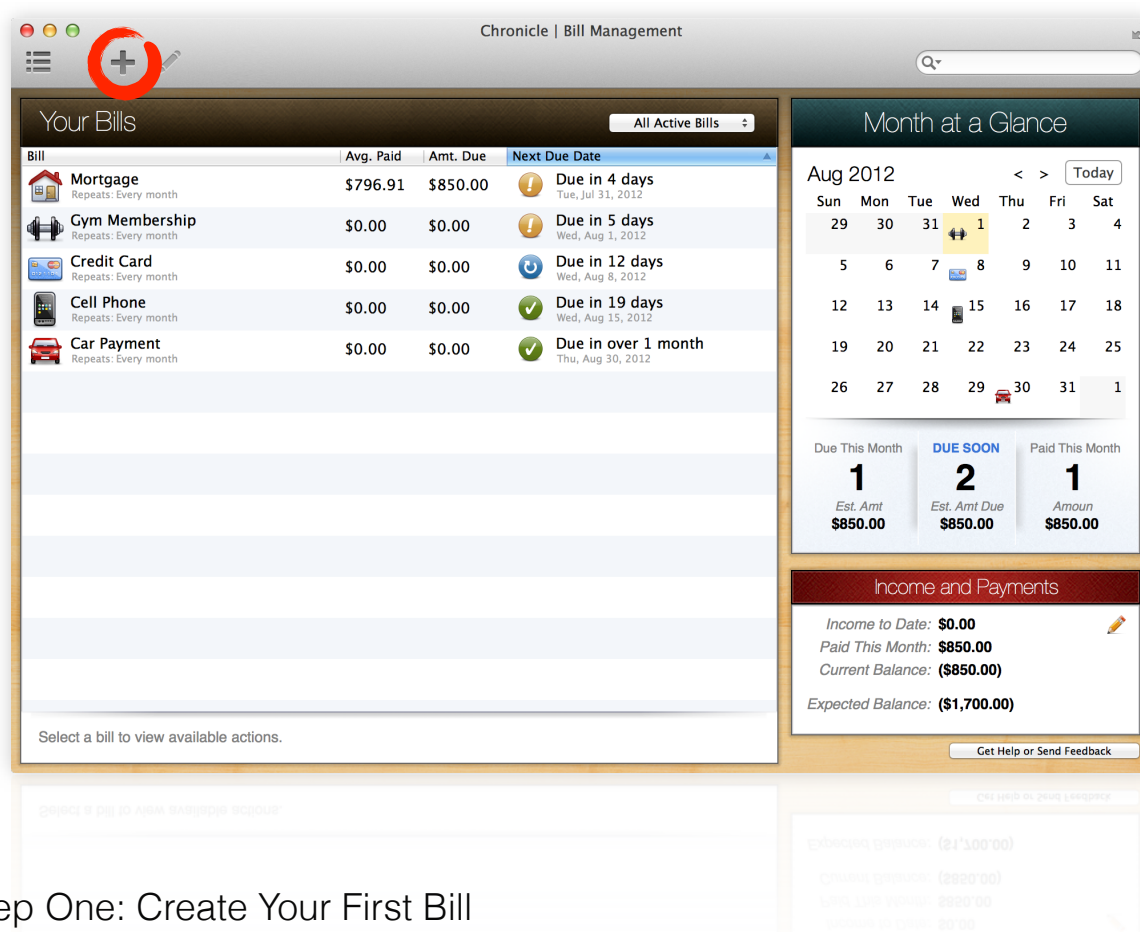 Chronicle | Bill Management
Your Bills
All Active Bills
Bill Avg. Paid Amt. Due Next Due Date
Mortgage $796.91 $850.00 Due in 4 days
Repeats: Every month Tue, Jul 31, 2012
Gym Membership $0.00 $0.00 Due in 5 days
Repeats: Every month Wed, Aug 1, 2012
Credit Card $0.00 $0.00 Due in 12 days
Repeats: Every month Wed, Aug 8, 2012
Cell Phone $0.00 $0.00 Due in 19 days
Repeats: Every month Wed, Aug 15, 2012
Car Payment $0.00 $0.00 Due in over 1 month
Repeats: Every month Thu, Aug 30, 2012
Select a bill to view available actions.
Month at a Glance
Aug 2012 < > Today
Sun Mon Tue Wed Thu Fri Sat
29 30 31 1 2 3 4
5 6 7 8 9 10 11
12 13 14 15 16 17 18
19 20 21 22 23 24 25
26 27 28 29 30 31 1
Due This Month DUE SOON Paid This Month
1 2 1
Est. Amt Est. Amt Due Amoun
$850.00 $850.00 $850.00
Income and Payments
Income to Date: $0.00
Paid This Month: $850.00
Current Balance: ($850.00)
Expected Balance: ($1,700.00)
Get Help or Send Feedback
ep One: Create Your First Bill